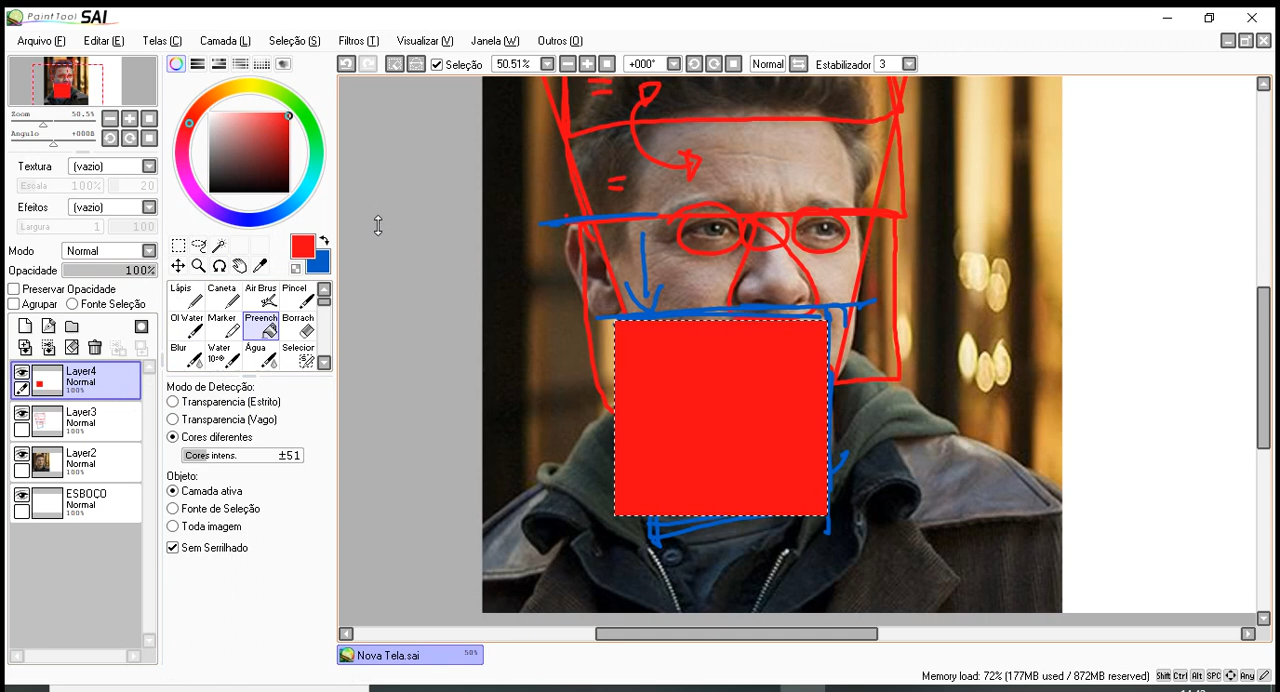 PaintTool SAI
Arquivo (F) Editar (E) Telas (C) Camada (L) Seleção (S) Filtros (T) Visualizar (V) Janela (W) Outros (O)
Seleção 50.51% +000° Normal Estabilizador 3
Zoom 50.5%
Angulo +000°
Textura (vazio)
Escala 100% 20
Efeitos (vazio)
Largura 1 100
Modo Normal
Opacidade 100%
Preservar Opacidade
Agrupar Fonte Seleção
Layer4
Normal
100%
Layer3
Normal
100%
Layer2
Normal
100%
ESBOÇO
Normal
100%
Lápis Caneta Air Brus Pincel
Ol Water Marker Preench Borrach
Blur Water Água Selecior
10®
Modo de Detecção:
Transparencia (Estrito)
Transparencia (Vago)
Cores diferentes
Cores intens. ±51
Objeto:
Camada ativa
Fonte de Seleção
Toda imagem
Sem Serrilhado
Nova Tela.sai 50%
Memory load: 72% (177MB used / 872MB reserved) Shift Ctrl Alt SPC Any